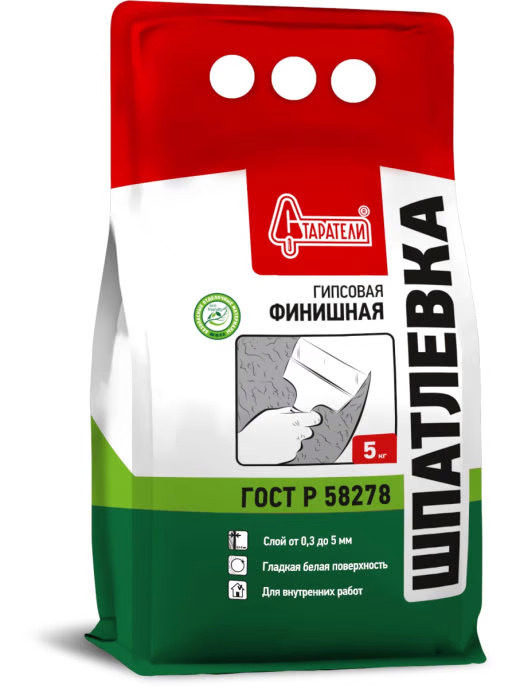 СТАРАТЕЛИ
ГИПСОВАЯ
ФИНИШНАЯ
ШПАТЛЕВКА
5 кг
ГОСТ Р 58278
Слой от 0,3 до 5 мм
Гладкая белая поверхность
Для внутренних работ